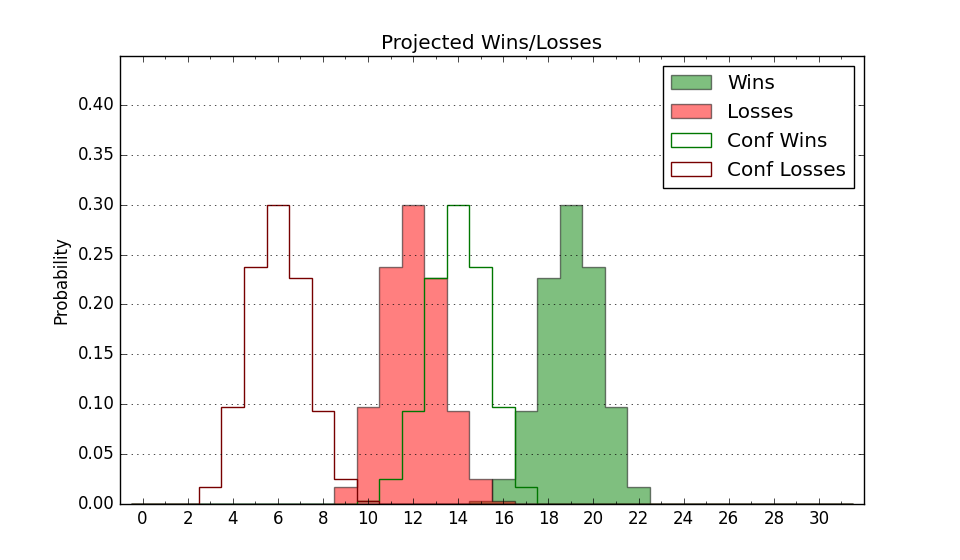 Projected Wins/Losses
Wins
Losses
Conf Wins
Conf Losses
Probability
0.40
0.35
0.30
0.25
0.20
0.15
0.10
0.05
0.00
0 2 4 6 8 10 12 14 16 18 20 22 24 26 28 30